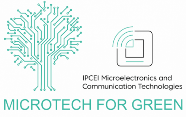 IPCEI Microelectronics and
Communication Technologies
MICROTECH FOR GREEN